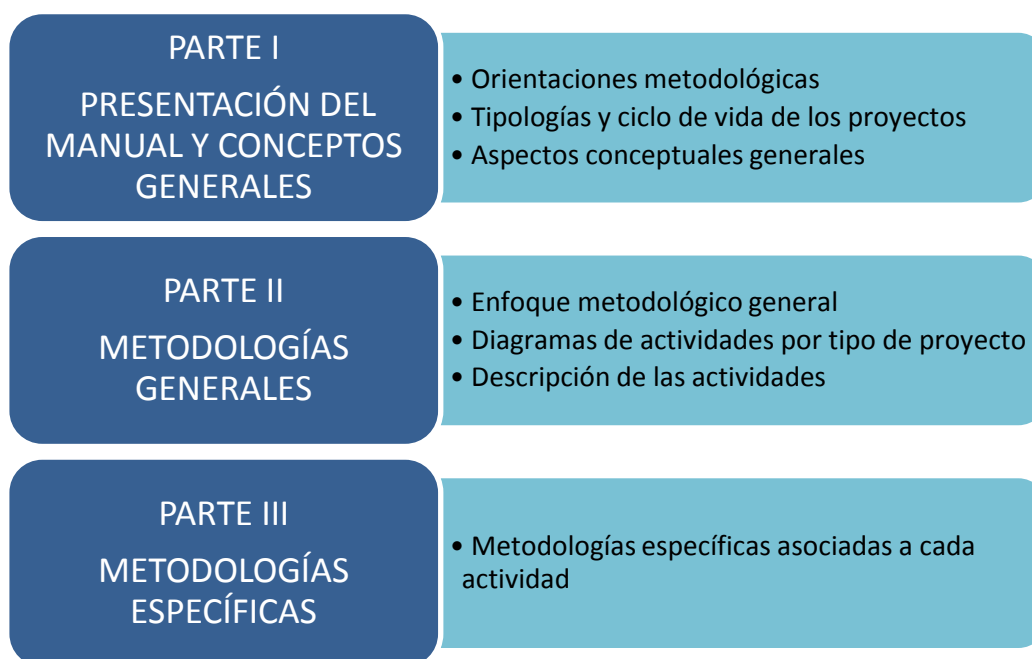 PARTE I
PRESENTACIÓN DEL
MANUAL Y CONCEPTOS
GENERALES
• Orientaciones metodológicas
• Tipologías y ciclo de vida de los proyectos
• Aspectos conceptuales generales
PARTE II
METODOLOGÍAS
GENERALES
• Enfoque metodológico general
• Diagramas de actividades por tipo de proyecto
• Descripción de las actividades
PARTE III
METODOLOGÍAS
ESPECÍFICAS
• Metodologías específicas asociadas a cada
actividad